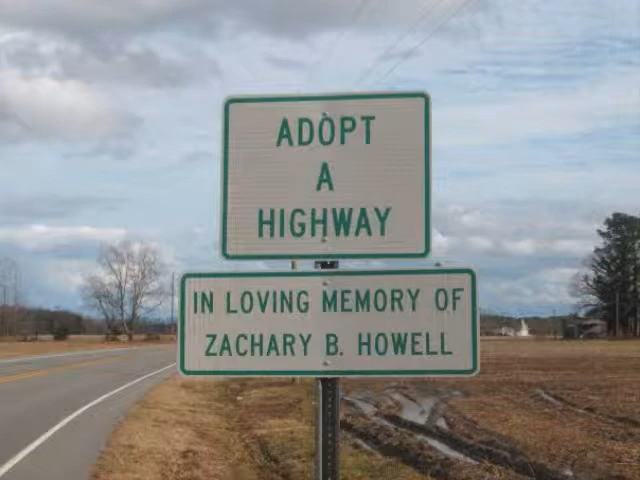 ADOPT
A
HIGHWAY
IN LOVING MEMORY OF
ZACHARY B. HOWELL